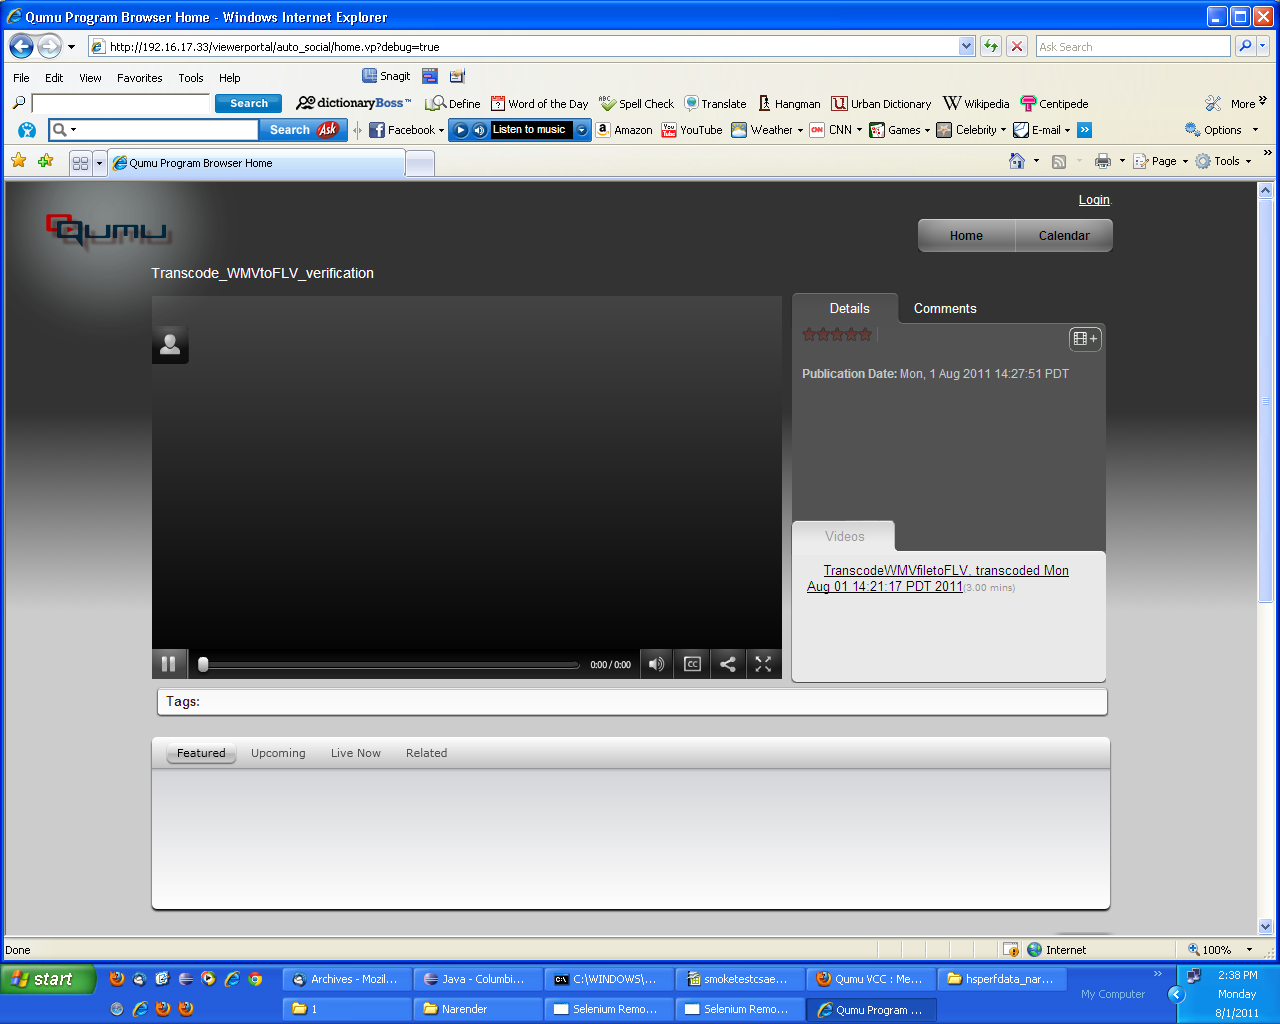 Qumu Program Browser Home - Windows Internet Explorer
http://192.16.17.33/viewerportal/auto_social/home.vp?debug=true
Ask Search
File Edit View Favorites Tools Help Snagit
Search dictionaryBoss™ Define Word of the Day Spell Check Translate Hangman Urban Dictionary Wikipedia Centipede More
Search Ask Facebook Listen to music Amazon YouTube Weather CNN Games Celebrity E-mail Options
Qumu Program Browser Home Page Tools
Login
Qumu
Home Calendar
Transcode_WMVtoFLV_verification
Details Comments
Publication Date: Mon, 1 Aug 2011 14:27:51 PDT
Videos
TranscodeWMVfiletoFLV, transcoded Mon
Aug 01 14:21:17 PDT 2011(3.00 mins)
0:00 / 0:00 CC
Tags:
Featured Upcoming Live Now Related
Done Internet 100%
start Archives - Mozil... Java - Columbi... C:\WINDOWS\... smoketestcsae... Qumu VCC : Me... hsperfdata_nar... 2:38 PM
My Computer Monday
1 Narender Selenium Remo... Selenium Remo... Qumu Program ... 8/1/2011